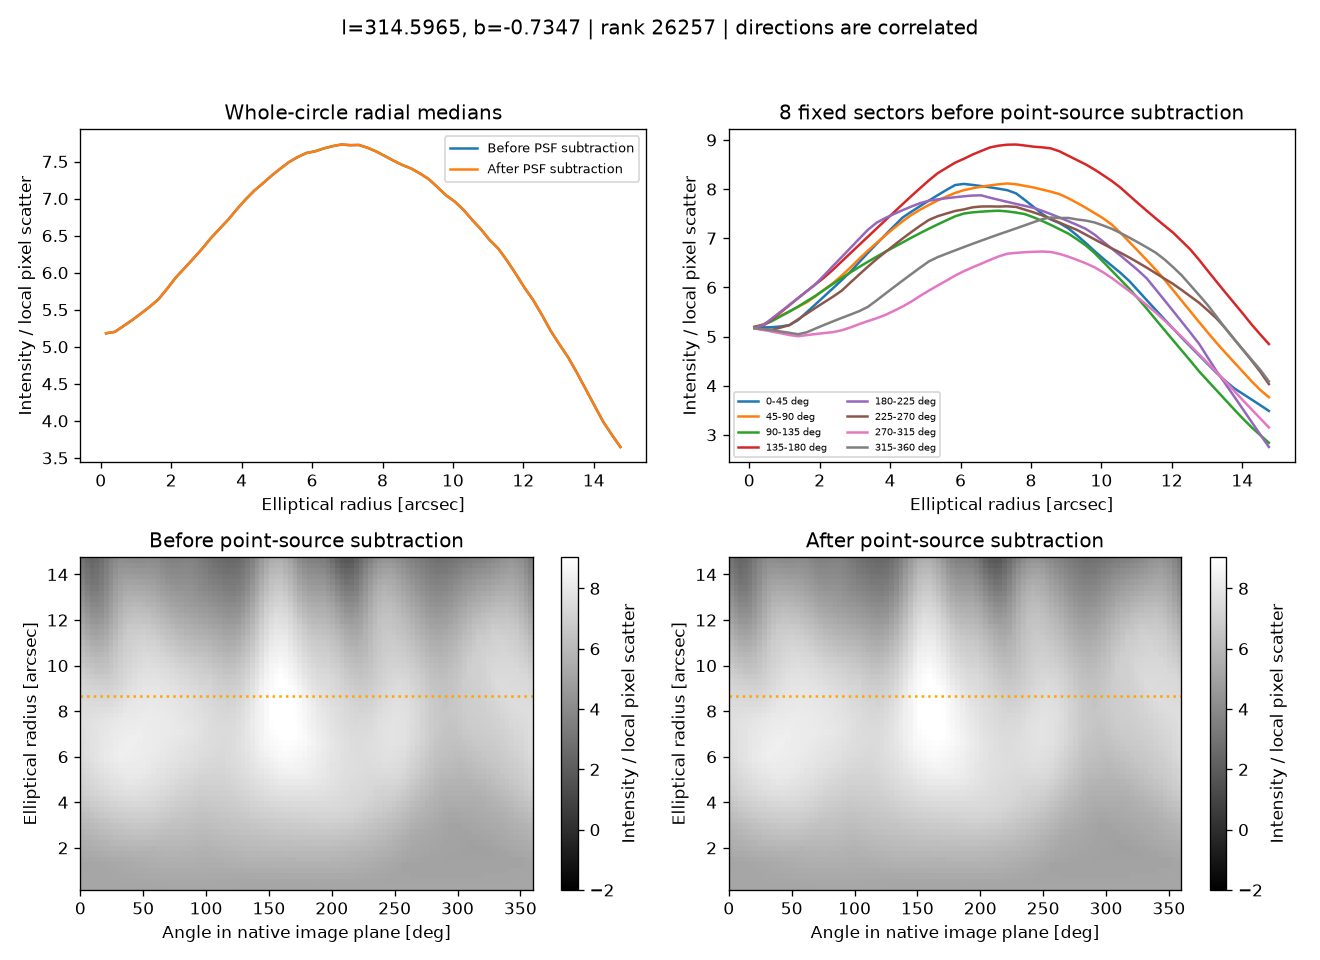 l=314.5965, b=-0.7347 | rank 26257 | directions are correlated
Whole-circle radial medians
Intensity / local pixel scatter
7.5
7.0
6.5
6.0
5.5
5.0
4.5
4.0
3.5
Before PSF subtraction
After PSF subtraction
0 2 4 6 8 10 12 14
Elliptical radius [arcsec]
8 fixed sectors before point-source subtraction
Intensity / local pixel scatter
9
8
7
6
5
4
3
0-45 deg
45-90 deg
90-135 deg
135-180 deg
180-225 deg
225-270 deg
270-315 deg
315-360 deg
0 2 4 6 8 10 12 14
Elliptical radius [arcsec]
Before point-source subtraction
Elliptical radius [arcsec]
14
12
10
8
6
4
2
0 50 100 150 200 250 300 350
Angle in native image plane [deg]
8
6
4
2
0
−2
Intensity / local pixel scatter
After point-source subtraction
Elliptical radius [arcsec]
14
12
10
8
6
4
2
0 50 100 150 200 250 300 350
Angle in native image plane [deg]
8
6
4
2
0
−2
Intensity / local pixel scatter